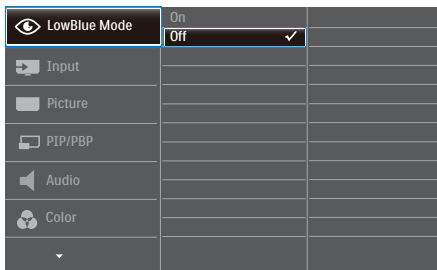 LowBlue Mode
On
Off
Input
Picture
PIP/PBP
Audio
Color